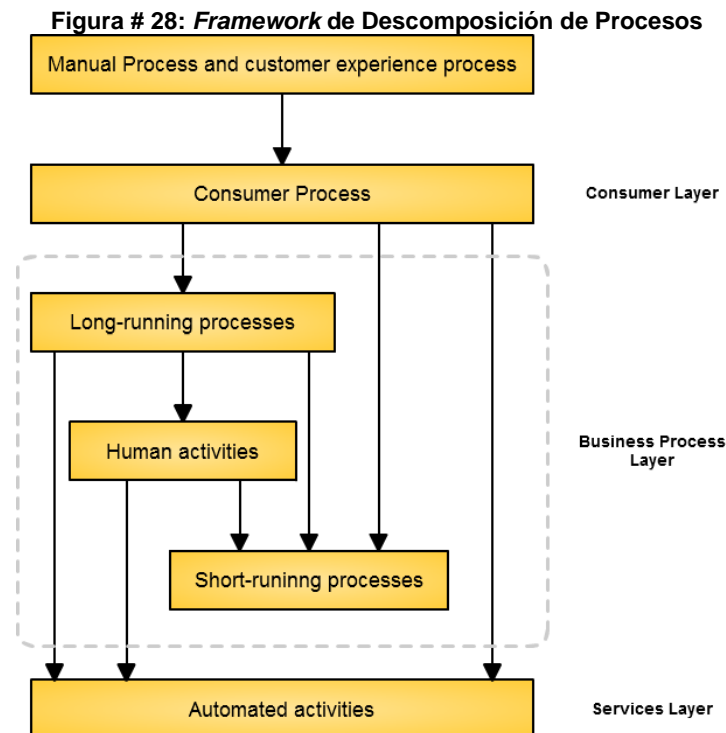 Figura # 28: Framework de Descomposición de Procesos
Manual Process and customer experience process
Consumer Process
Consumer Layer
Long-running processes
Human activities
Business Process
Layer
Short-runinng processes
Automated activities
Services Layer